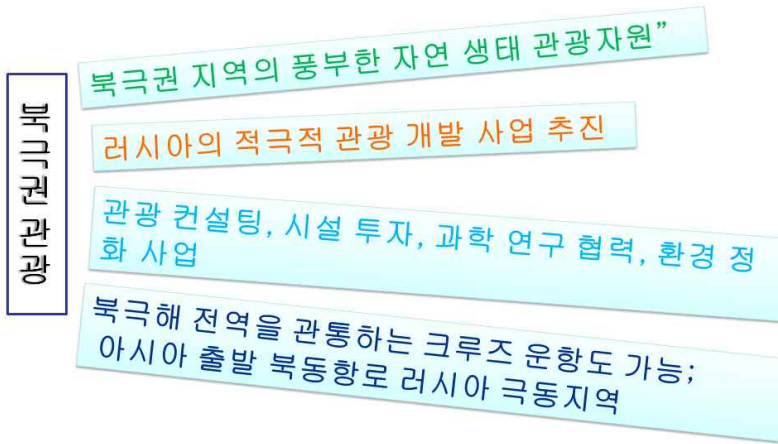 북극권 관광
북극권 지역의 풍부한 자연 생태 관광자원”
러시아의 적극적 관광 개발 사업 추진
관광 컨설팅, 시설 투자, 과학 연구 협력, 환경 정
화 사업
북극해 전역을 관통하는 크루즈 운항도 가능;
아시아 출발 북동항로 러시아 극동지역